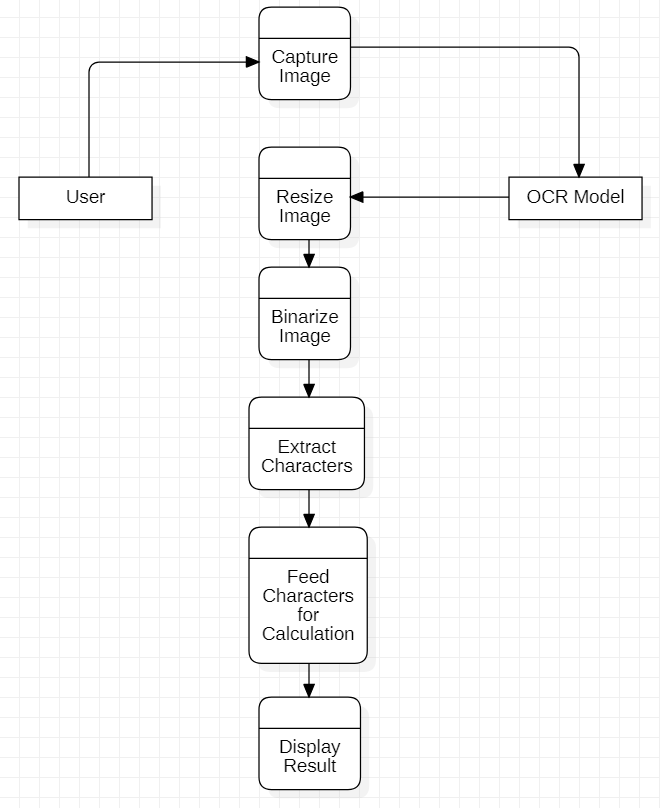 Capture
Image
User
Resize
Image
OCR Model
Binarize
Image
Extract
Characters
Feed
Characters
for
Calculation
Display
Result